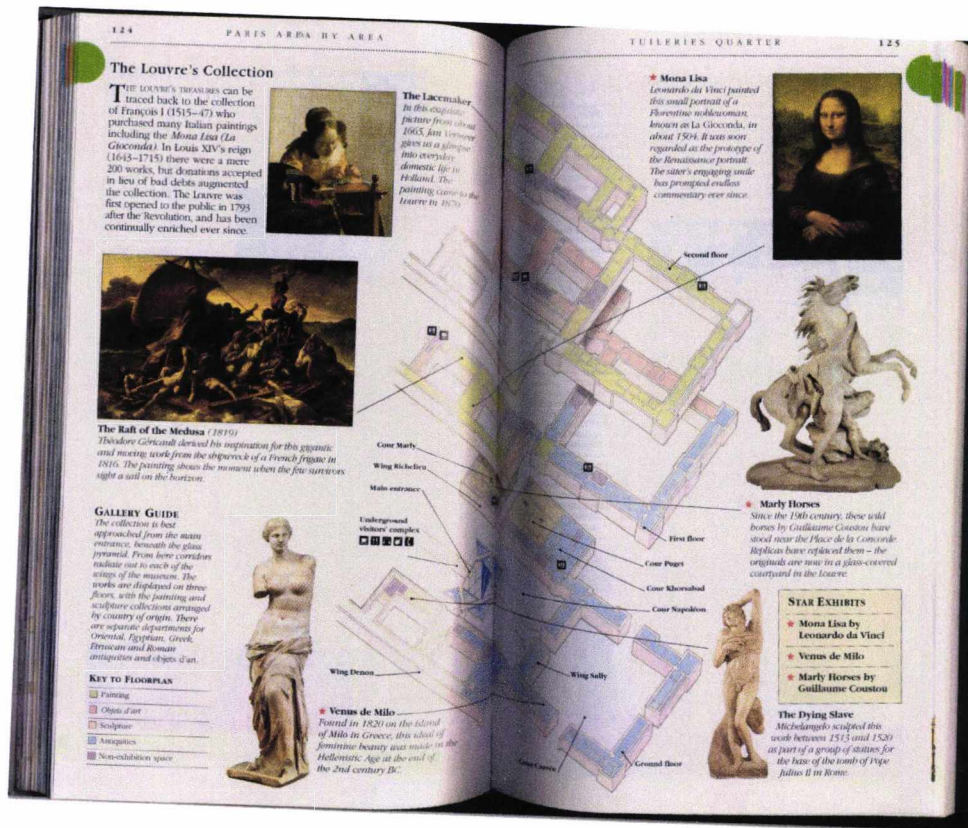 124
PARIS AREA BY AREA
The Louvre's Collection
THE LOUVRE'S TREASURES can be
traced back to the collection
of François I (1515–47) who
purchased many Italian paintings
including the Mona Lisa (La
Gioconda). In Louis XIV's reign
(1643–1715) there were a mere
200 works, but donations accepted
in lieu of bad debts augmented
the collection. The Louvre was
first opened to the public in 1793
after the Revolution, and has been
continually enriched ever since.
The Lacemaker
In this exquisite
picture from about
1665, Jan Vermeer
gives us a glimpse
into everyday
domestic life in
Holland. The
painting came to the
Louvre in 1870.
The Raft of the Medusa (1819)
Théodore Géricault derived his inspiration for this gigantic
and moving work from the shipwreck of a French frigate in
1816. The painting shows the moment when the few survivors
sight a sail on the horizon.
GALLERY GUIDE
The collection is best
approached from the main
entrance, beneath the glass
pyramid. From here corridors
radiate out to each of the
wings of the museum. The
works are displayed on three
floors, with the painting and
sculpture collections arranged
by country of origin. There
are separate departments for
Oriental, Egyptian, Greek,
Etruscan and Roman
antiquities and objets d'art.
KEY TO FLOORPLAN
Painting
Objets d'art
Sculpture
Antiquities
Non-exhibition space
Cour Marly
Wing Richelieu
Main entrance
Underground
visitors' complex
Wing Denon
★ Venus de Milo
Found in 1820 on the island
of Milo in Greece, this ideal of
feminine beauty was made in the
Hellenistic Age at the end of
the 2nd century BC.
TUILERIES QUARTER
125
★ Mona Lisa
Leonardo da Vinci painted
this small portrait of a
Florentine noblewoman,
known as La Gioconda, in
about 1504. It was soon
regarded as the prototype of
the Renaissance portrait.
The sitter's engaging smile
has prompted endless
commentary ever since.
Second floor
First floor
Cour Puget
Cour Khorsabad
Cour Napoléon
Wing Sully
Cour Carrée
Ground floor
★ Marly Horses
Since the 19th century, these wild
horses by Guillaume Coustou have
stood near the Place de la Concorde.
Replicas have replaced them – the
originals are now in a glass-covered
courtyard in the Louvre.
STAR EXHIBITS
★ Mona Lisa by
Leonardo da Vinci
★ Venus de Milo
★ Marly Horses by
Guillaume Coustou
The Dying Slave
Michelangelo sculpted this
work between 1513 and 1520
as part of a group of statues for
the base of the tomb of Pope
Julius II in Rome.